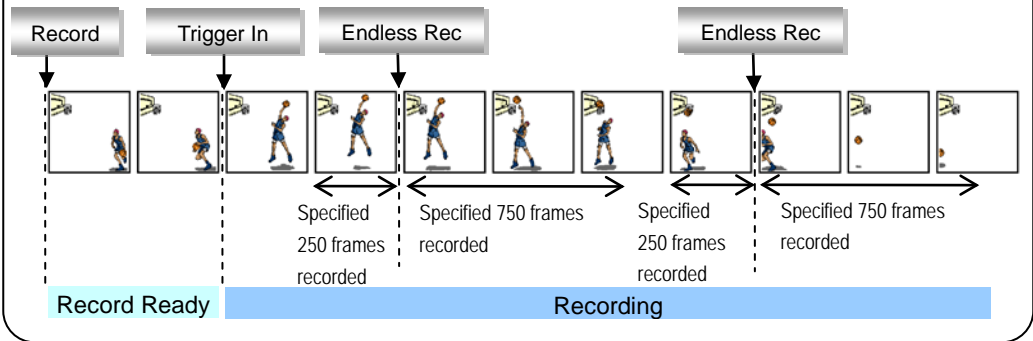 Record
Trigger In
Endless Rec
Endless Rec
Specified
250 frames
recorded
Specified 750 frames
recorded
Specified
250 frames
recorded
Specified 750 frames
recorded
Record Ready
Recording